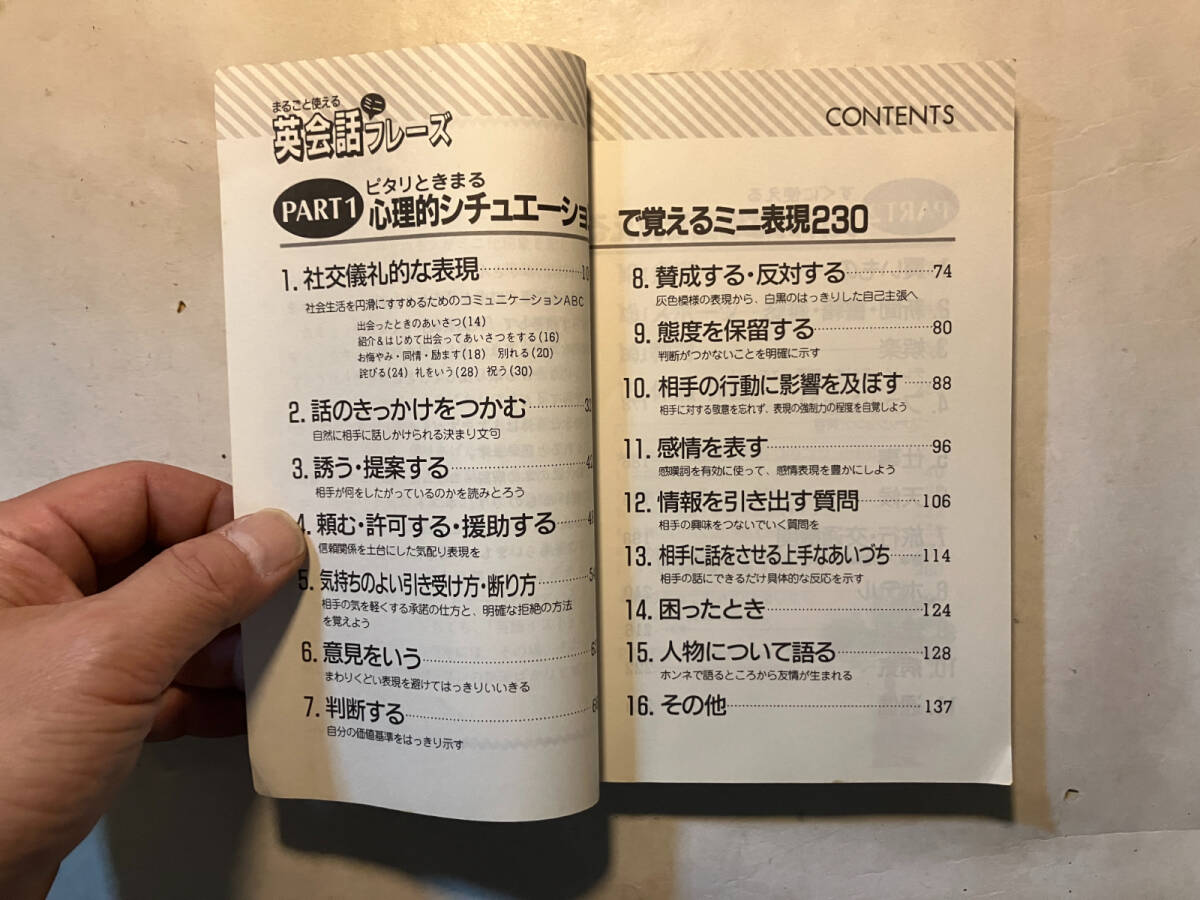 まるごと使える
英会話ミニフレーズ
PART1 ピタリときまる
心理的シチュエーショ
1. 社交儀礼的な表現
社会生活を円滑にすすめるためのコミュニケーションABC
出会ったときのあいさつ(14)
紹介&はじめて出会ってあいさつをする(16)
お悔やみ・同情・励ます(18) 別れる(20)
詫びる(24) 礼をいう(28) 祝う(30)
2. 話のきっかけをつかむ
自然に相手に話しかけられる決まり文句
3. 誘う・提案する
相手が何をしたがっているのかを読みとろう
4. 頼む・許可する・援助する
信頼関係を土台にした気配り表現を
5. 気持ちのよい引き受け方・断り方
相手の気を軽くする承諾の仕方と、明確な拒絶の方法
を覚えよう
6. 意見をいう
まわりくどい表現を避けてはっきりいいきる
7. 判断する
自分の価値基準をはっきり示す
CONTENTS
で覚えるミニ表現230
8. 賛成する・反対する 74
灰色模様の表現から、白黒のはっきりした自己主張へ
9. 態度を保留する 80
判断がつかないことを明確に示す
10. 相手の行動に影響を及ぼす 88
相手に対する敬意を忘れず、表現の強制力の程度を自覚しよう
11. 感情を表す 96
感嘆詞を有効に使って、感情表現を豊かにしよう
12. 情報を引き出す質問 106
相手の興味をつないでいく質問を
13. 相手に話をさせる上手なあいづち 114
相手の話にできるだけ具体的な反応を示す
14. 困ったとき 124
15. 人物について語る 128
ホンネで語るところから友情が生まれる
16. その他 137